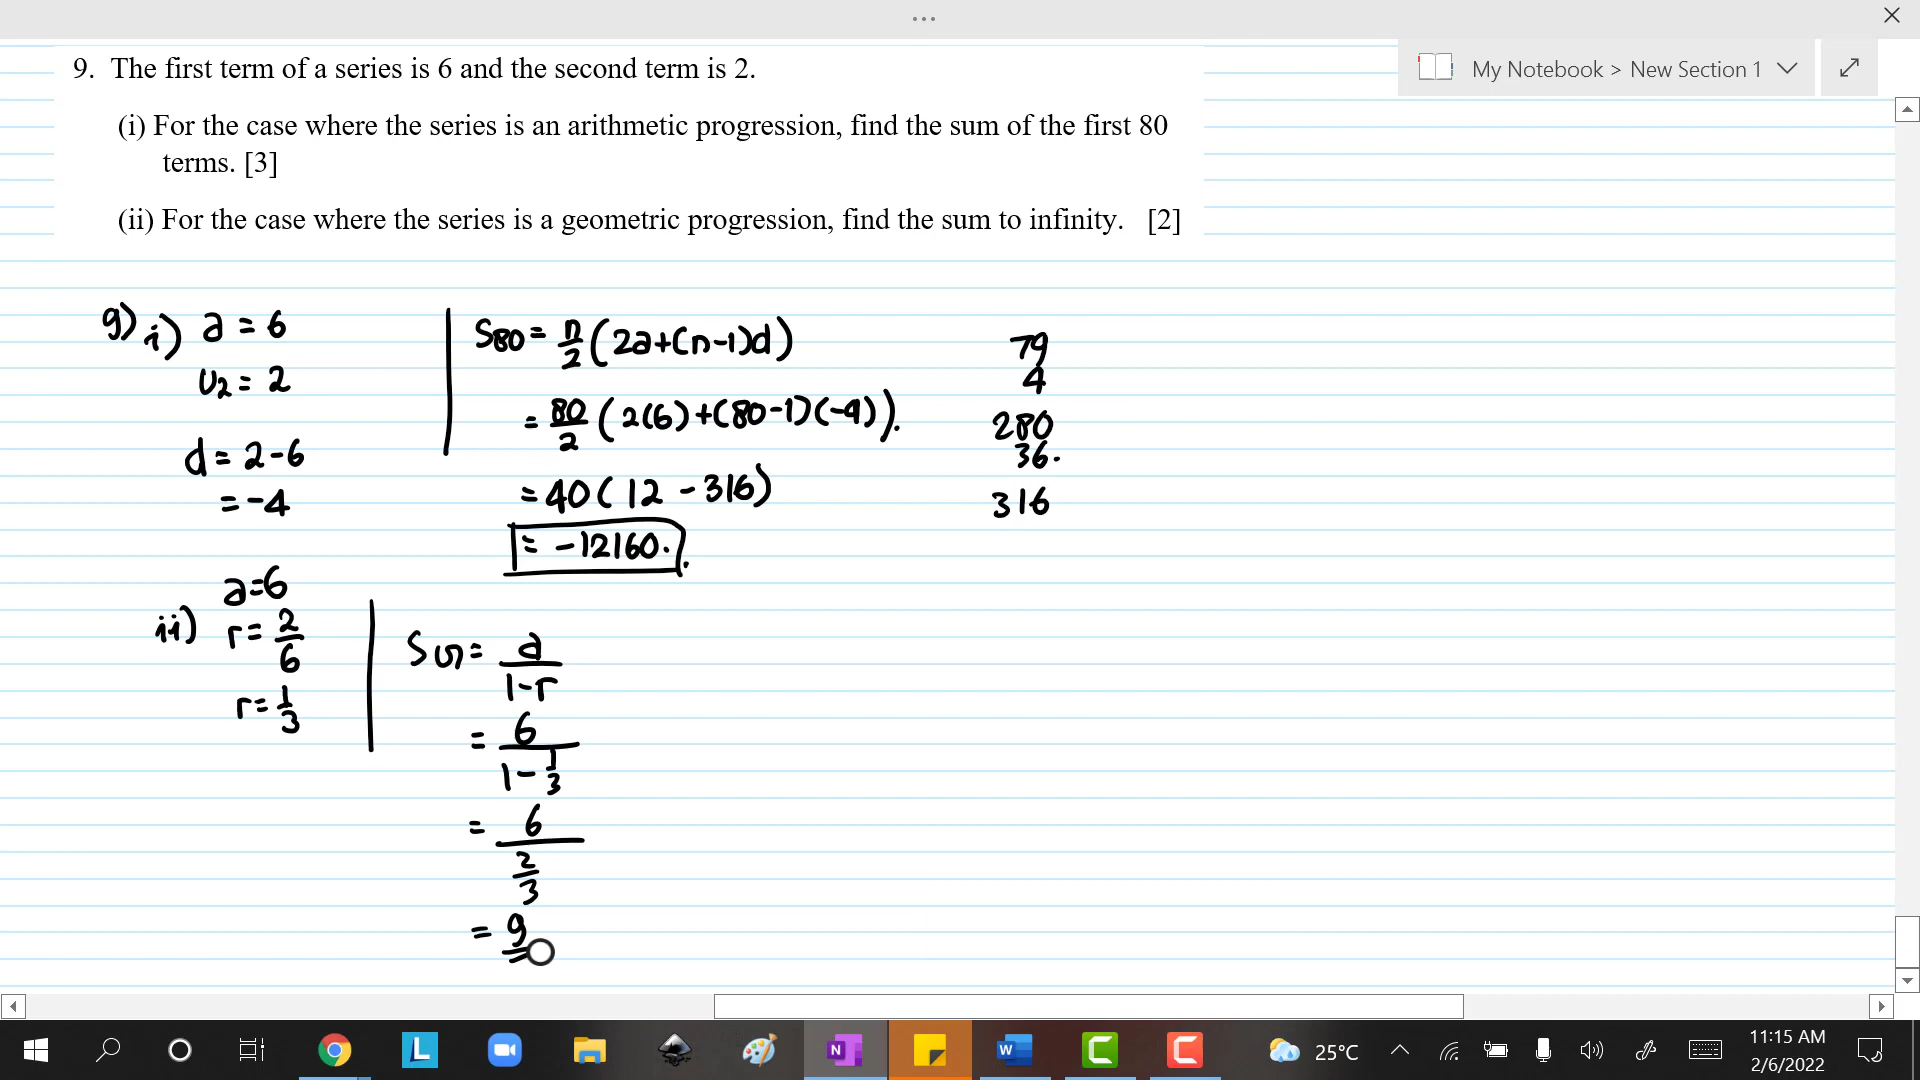 My Notebook > New Section 1
9. The first term of a series is 6 and the second term is 2.
(i) For the case where the series is an arithmetic progression, find the sum of the first 80
terms. [3]
(ii) For the case where the series is a geometric progression, find the sum to infinity. [2]
9) i) a = 6
U2 = 2
d = 2 - 6
= -4
S80 = n/2 (2a+(n-1)d)
= 80/2 (2(6)+(80-1)(-4)).
= 40 (12 - 316)
= -12160.
79
4
280
36.
316
ii) a=6
r= 2/6
r= 1/3
S∞ = a/(1-r)
= 6/(1-1/3)
= 6/(2/3)
= 9
25°C
11:15 AM
2/6/2022